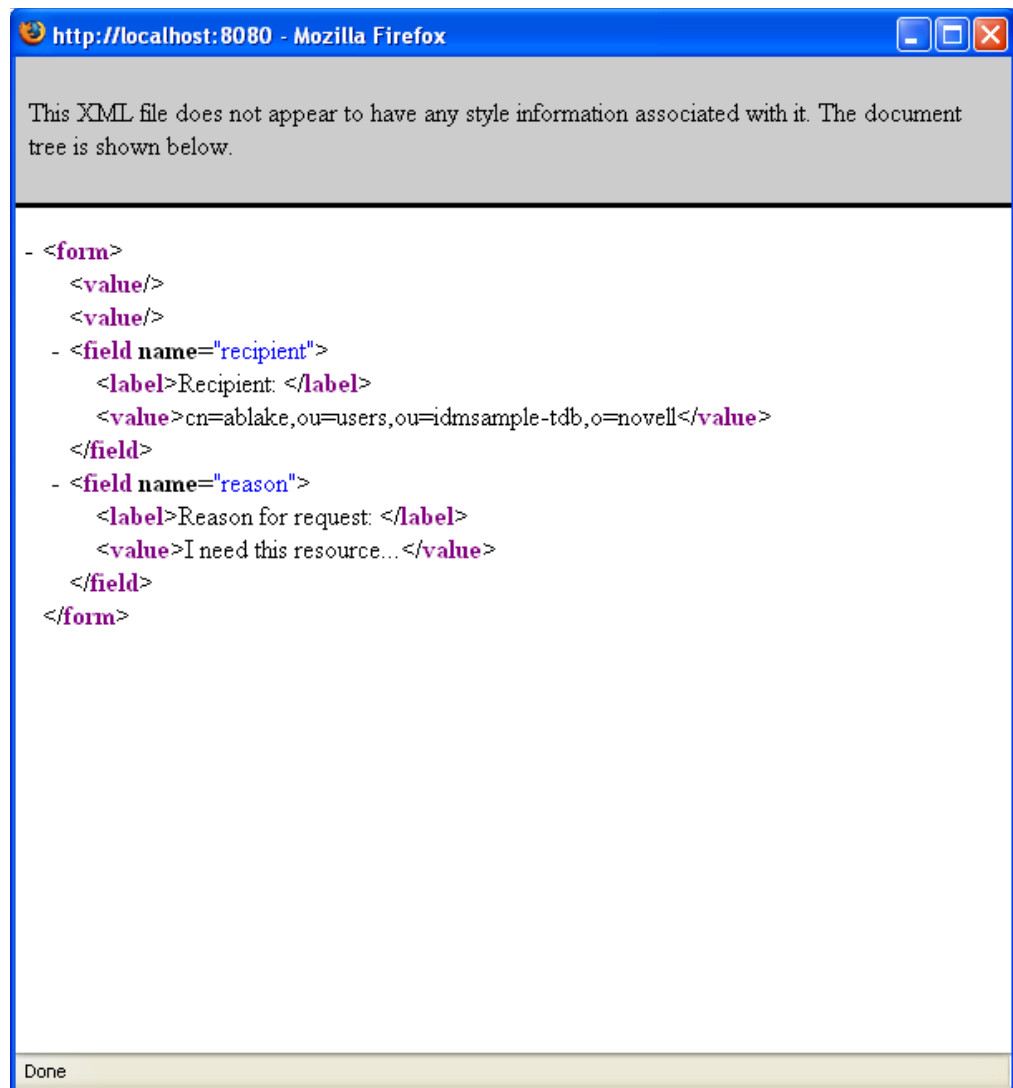 http://localhost:8080 - Mozilla Firefox
This XML file does not appear to have any style information associated with it. The document
tree is shown below.
- <form>
<value/>
<value/>
- <field name="recipient">
<label>Recipient: </label>
<value>cn=ablake,ou=users,ou=idmsample-tdb,o=novell</value>
</field>
- <field name="reason">
<label>Reason for request: </label>
<value>I need this resource...</value>
</field>
</form>
Done